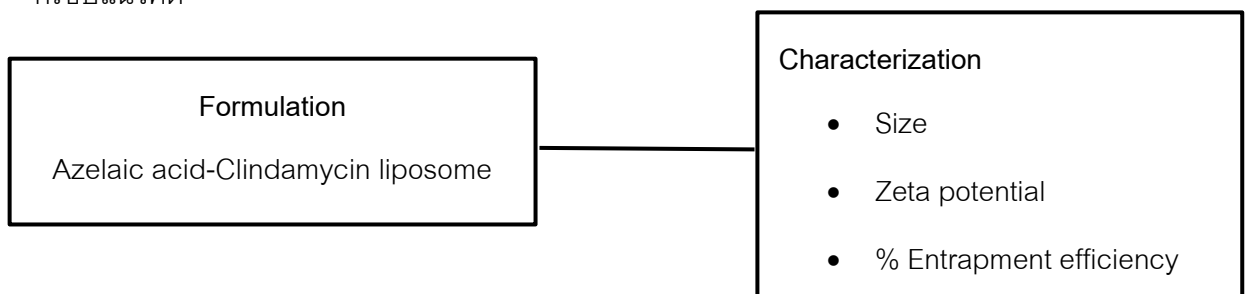 Formulation
Azelaic acid-Clindamycin liposome
Characterization
• Size
• Zeta potential
• % Entrapment efficiency